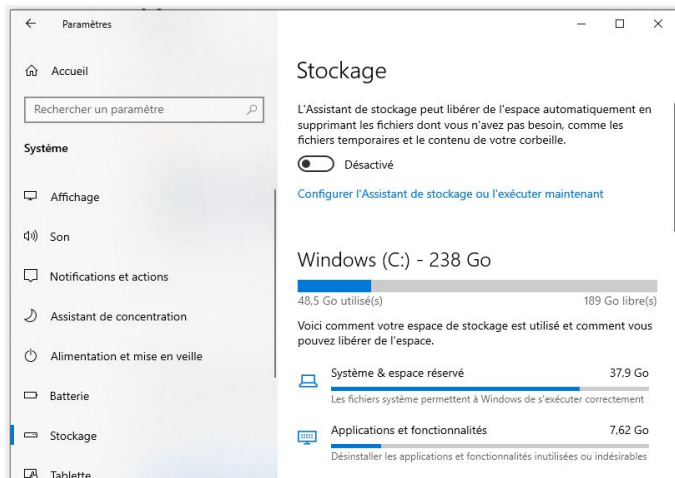 Paramètres
Accueil
Rechercher un paramètre
Système
Affichage
Son
Notifications et actions
Assistant de concentration
Alimentation et mise en veille
Batterie
Stockage
Tablette
Stockage
L'Assistant de stockage peut libérer de l'espace automatiquement en
supprimant les fichiers dont vous n'avez pas besoin, comme les
fichiers temporaires et le contenu de votre corbeille.
Désactivé
Configurer l'Assistant de stockage ou l'exécuter maintenant
Windows (C:) - 238 Go
48,5 Go utilisé(s) 189 Go libre(s)
Voici comment votre espace de stockage est utilisé et comment vous
pouvez libérer de l'espace.
Système & espace réservé 37,9 Go
Les fichiers système permettent à Windows de s'exécuter correctement
Applications et fonctionnalités 7,62 Go
Désinstaller les applications et fonctionnalités inutilisées ou indésirables